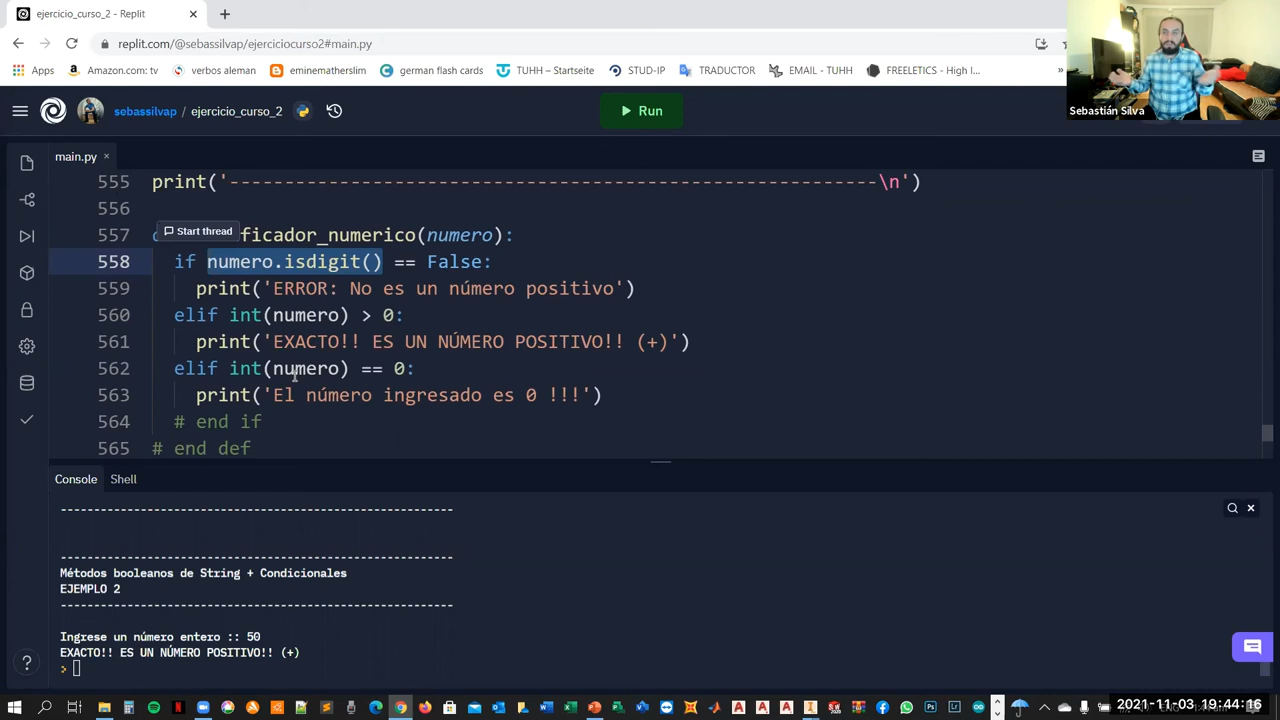 ejercicio_curso_2 - Replit
replit.com/@sebassilvap/ejerciciocurso2#main.py
Apps Amazon.com: tv verbos aleman eminematherslim german flash cards TUHH – Startseite STUD-IP TRADUCTOR EMAIL - TUHH FREELETICS - High I... »
Sebastián Silva
sebassilvap / ejercicio_curso_2 Run
main.py
555 print('-----------------------------------------------------------\n')
556
Start thread
557 ficador_numerico(numero):
558 if numero.isdigit() == False:
559 print('ERROR: No es un número positivo')
560 elif int(numero) > 0:
561 print('EXACTO!! ES UN NÚMERO POSITIVO!! (+)')
562 elif int(numero) == 0:
563 print('El número ingresado es 0 !!!')
564 # end if
565 # end def
Console Shell
-----------------------------------------------------------
-----------------------------------------------------------
Métodos booleanos de String + Condicionales
EJEMPLO 2
-----------------------------------------------------------
Ingrese un número entero :: 50
EXACTO!! ES UN NÚMERO POSITIVO!! (+)
>
2021-11-03 19:44:16